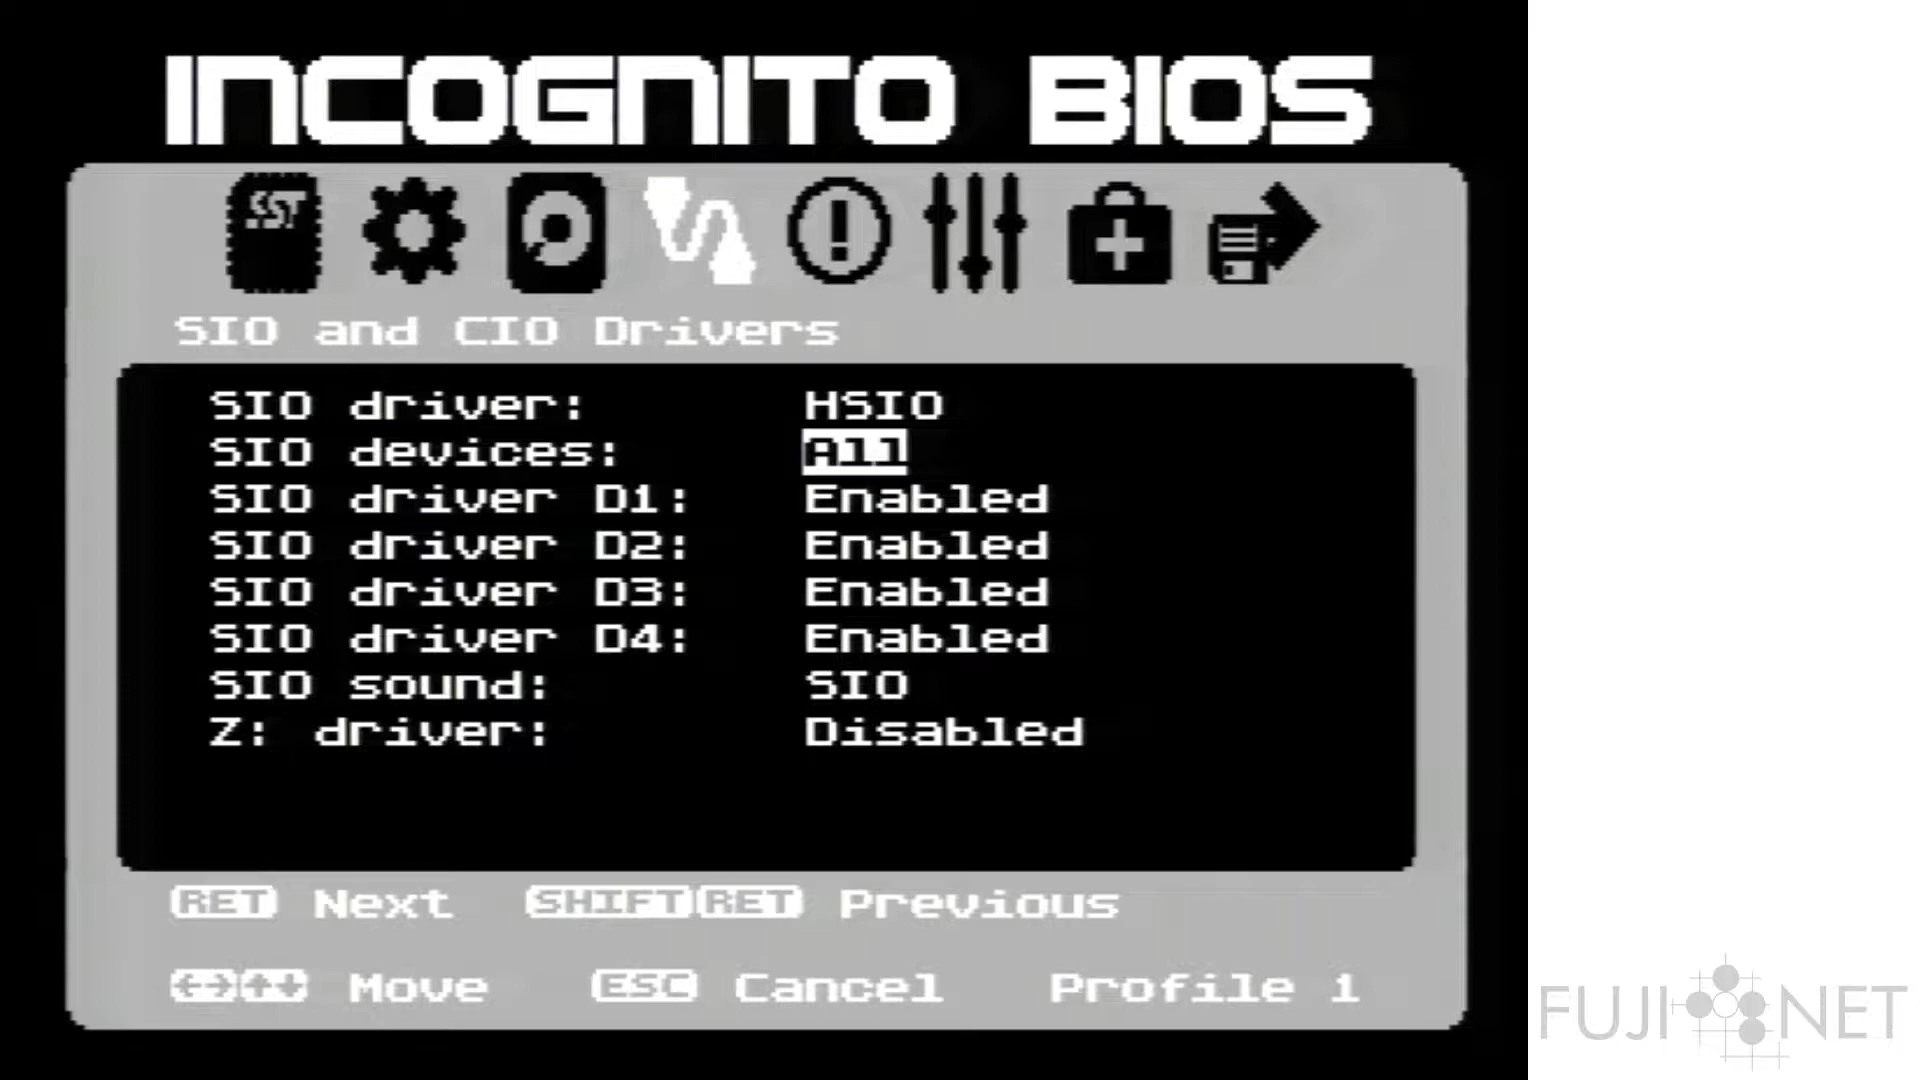 INCOGNITO BIOS
SST
SIO and CIO Drivers
SIO driver: HSIO
SIO devices: All
SIO driver D1: Enabled
SIO driver D2: Enabled
SIO driver D3: Enabled
SIO driver D4: Enabled
SIO sound: SIO
Z: driver: Disabled
RET Next SHIFT RET Previous
←→↑↓ Move ESC Cancel Profile 1
FUJINET